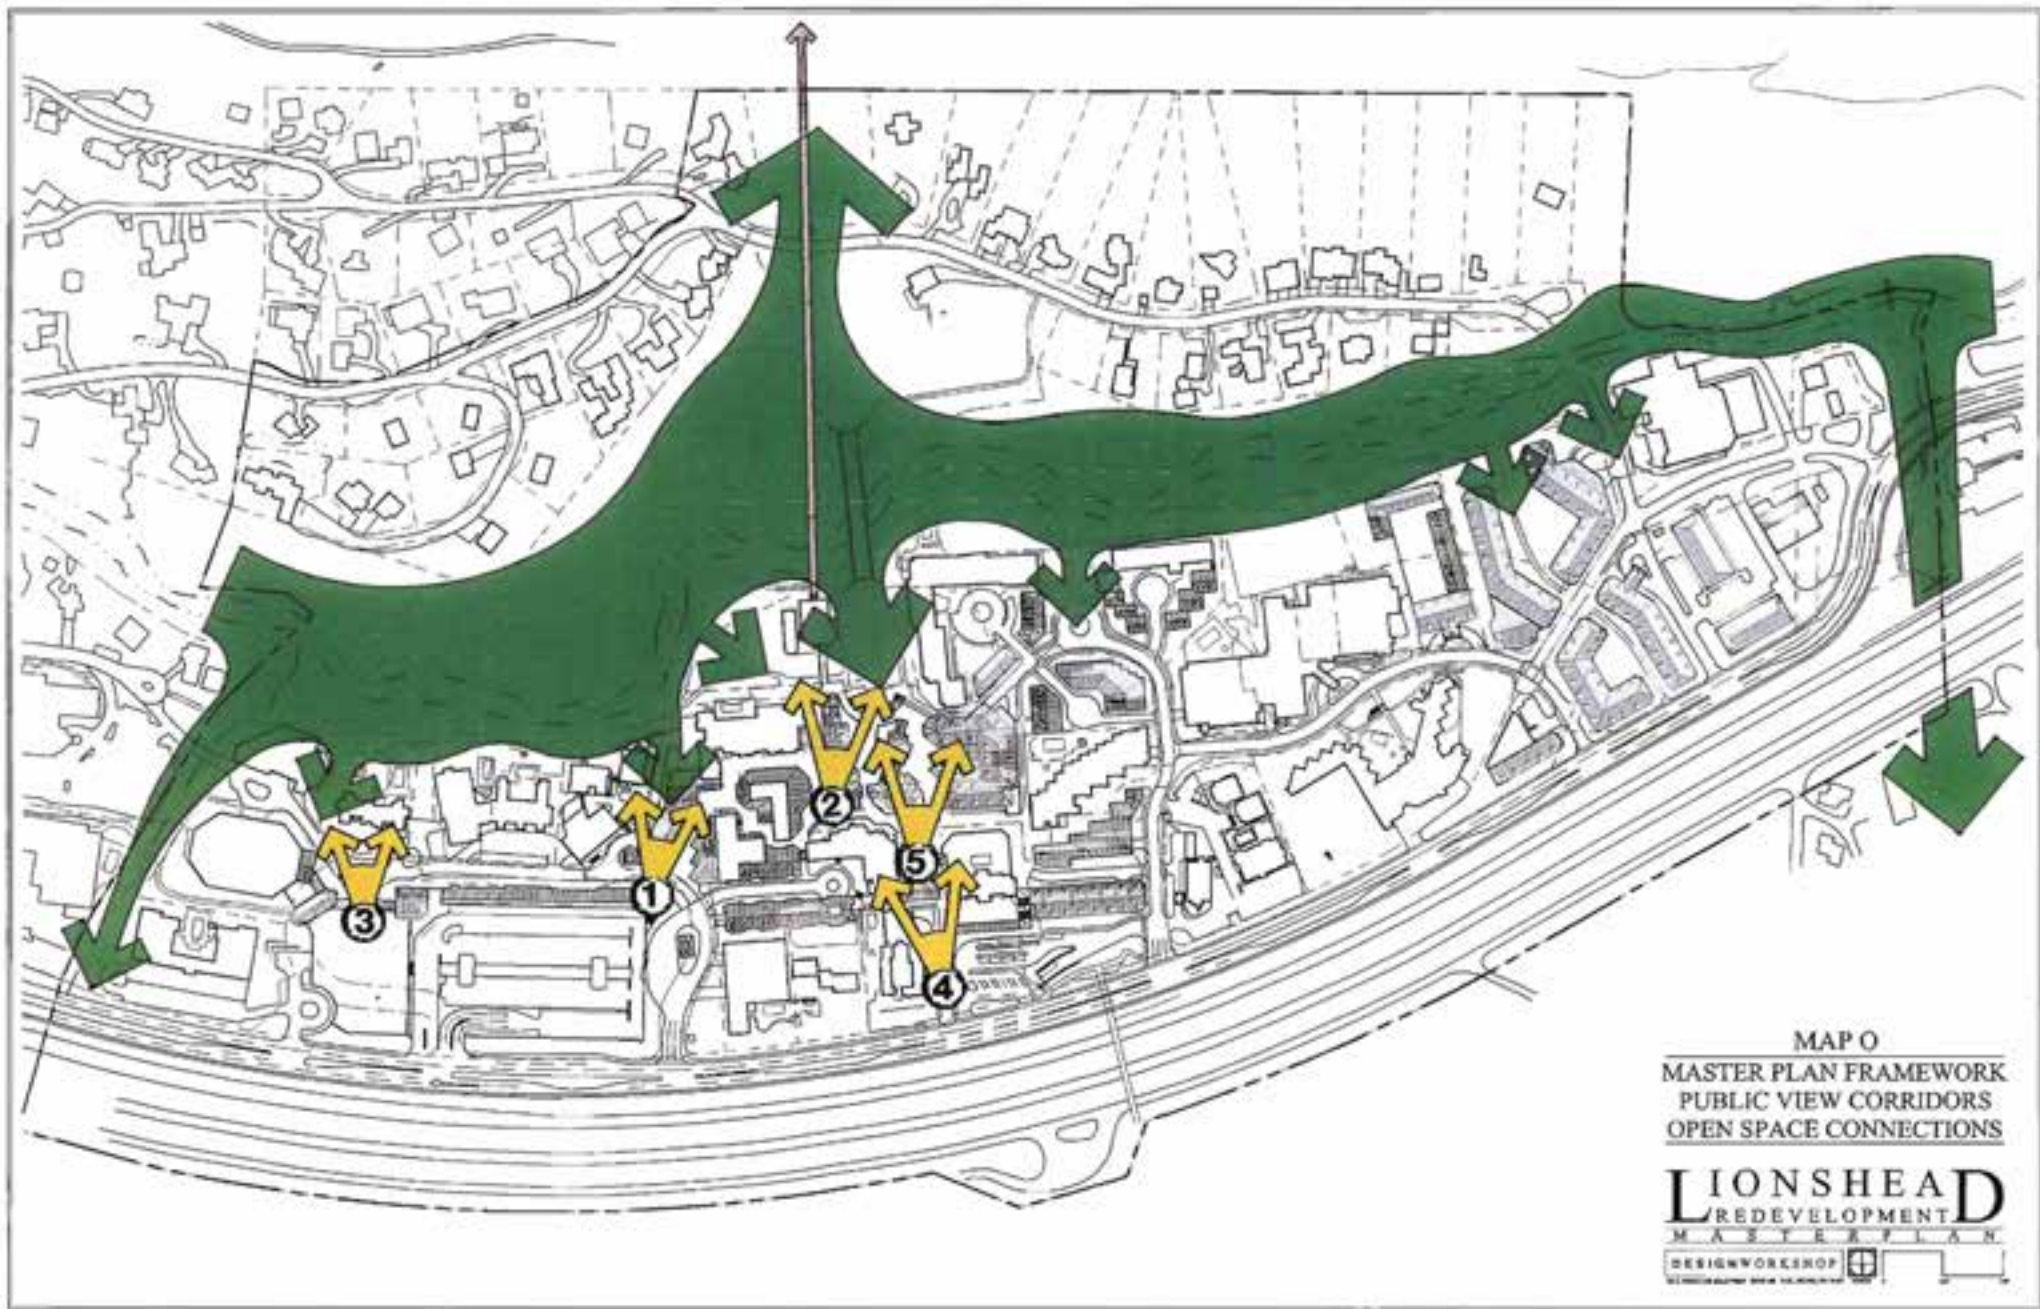 3
1
2
5
4
MAP O
MASTER PLAN FRAMEWORK
PUBLIC VIEW CORRIDORS
OPEN SPACE CONNECTIONS
LIONSHEAD
REDEVELOPMENT
MASTERPLAN
DESIGNWORKSHOP